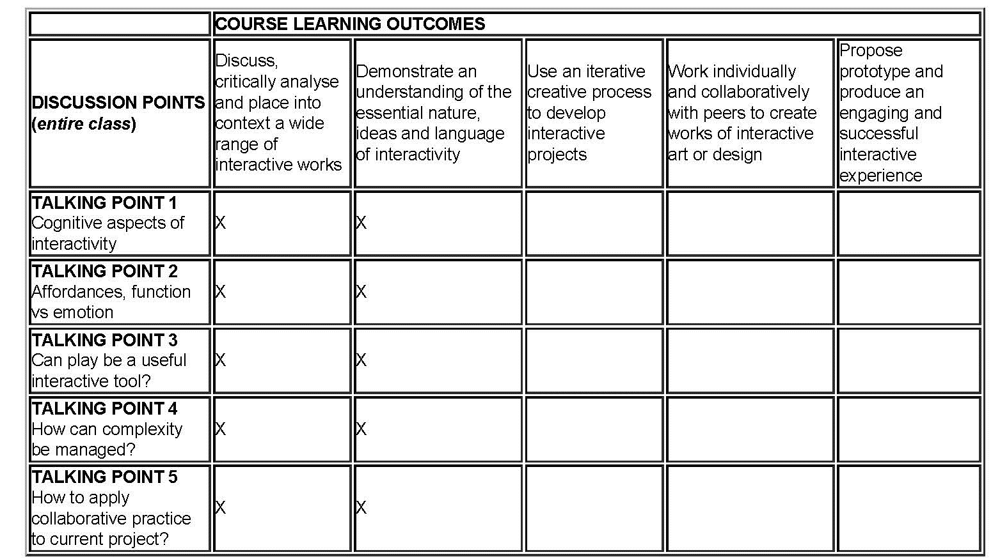 COURSE LEARNING OUTCOMES
DISCUSSION POINTS
(entire class)
Discuss,
critically analyse
and place into
context a wide
range of
interactive works
Demonstrate an
understanding of the
essential nature,
ideas and language
of interactivity
Use an iterative
creative process
to develop
interactive
projects
Work individually
and collaboratively
with peers to create
works of interactive
art or design
Propose
prototype and
produce an
engaging and
successful
interactive
experience
TALKING POINT 1
Cognitive aspects of
interactivity
X
X
TALKING POINT 2
Affordances, function
vs emotion
X
X
TALKING POINT 3
Can play be a useful
interactive tool?
X
X
TALKING POINT 4
How can complexity
be managed?
X
X
TALKING POINT 5
How to apply
collaborative practice
to current project?
X
X